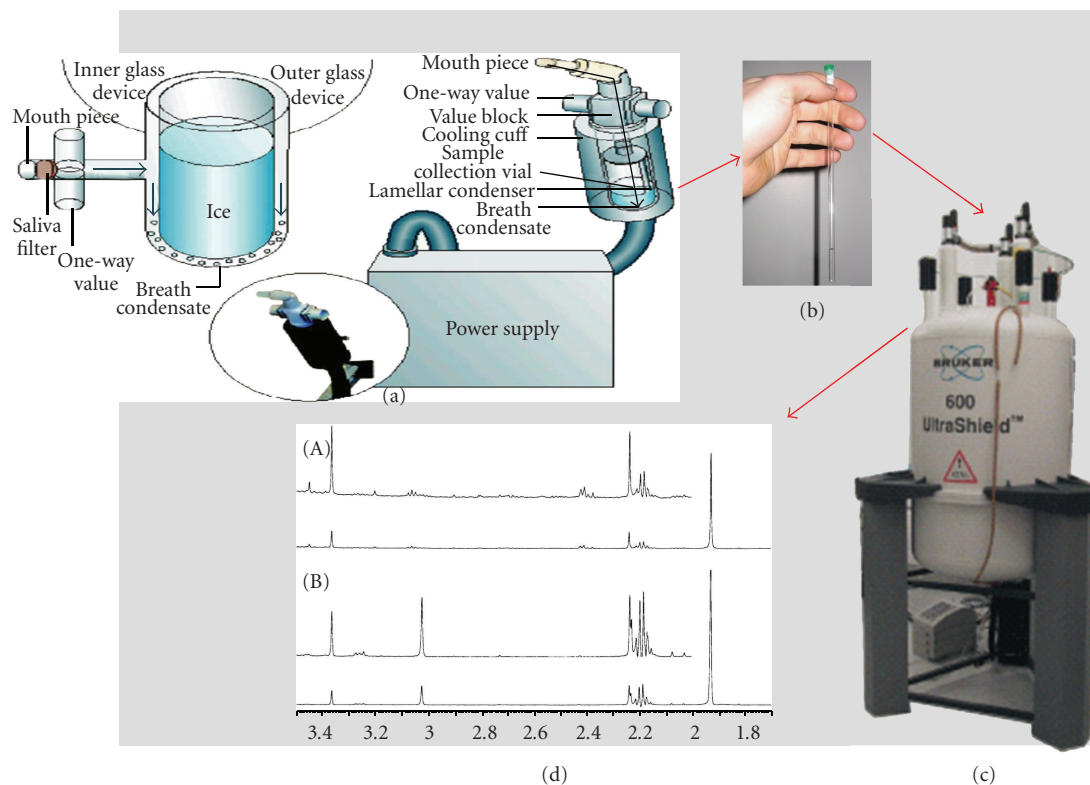 Inner glass
device
Outer glass
device
Mouth piece
Saliva
filter
One-way
value
Ice
Breath
condensate
Mouth piece
One-way value
Value block
Cooling cuff
Sample
collection vial
Lamellar condenser
Breath
condensate
Power supply
(a)
(b)
BRUKER
600
UltraShield™
(A)
(B)
3.4 3.2 3 2.8 2.6 2.4 2.2 2 1.8
(d)
(c)